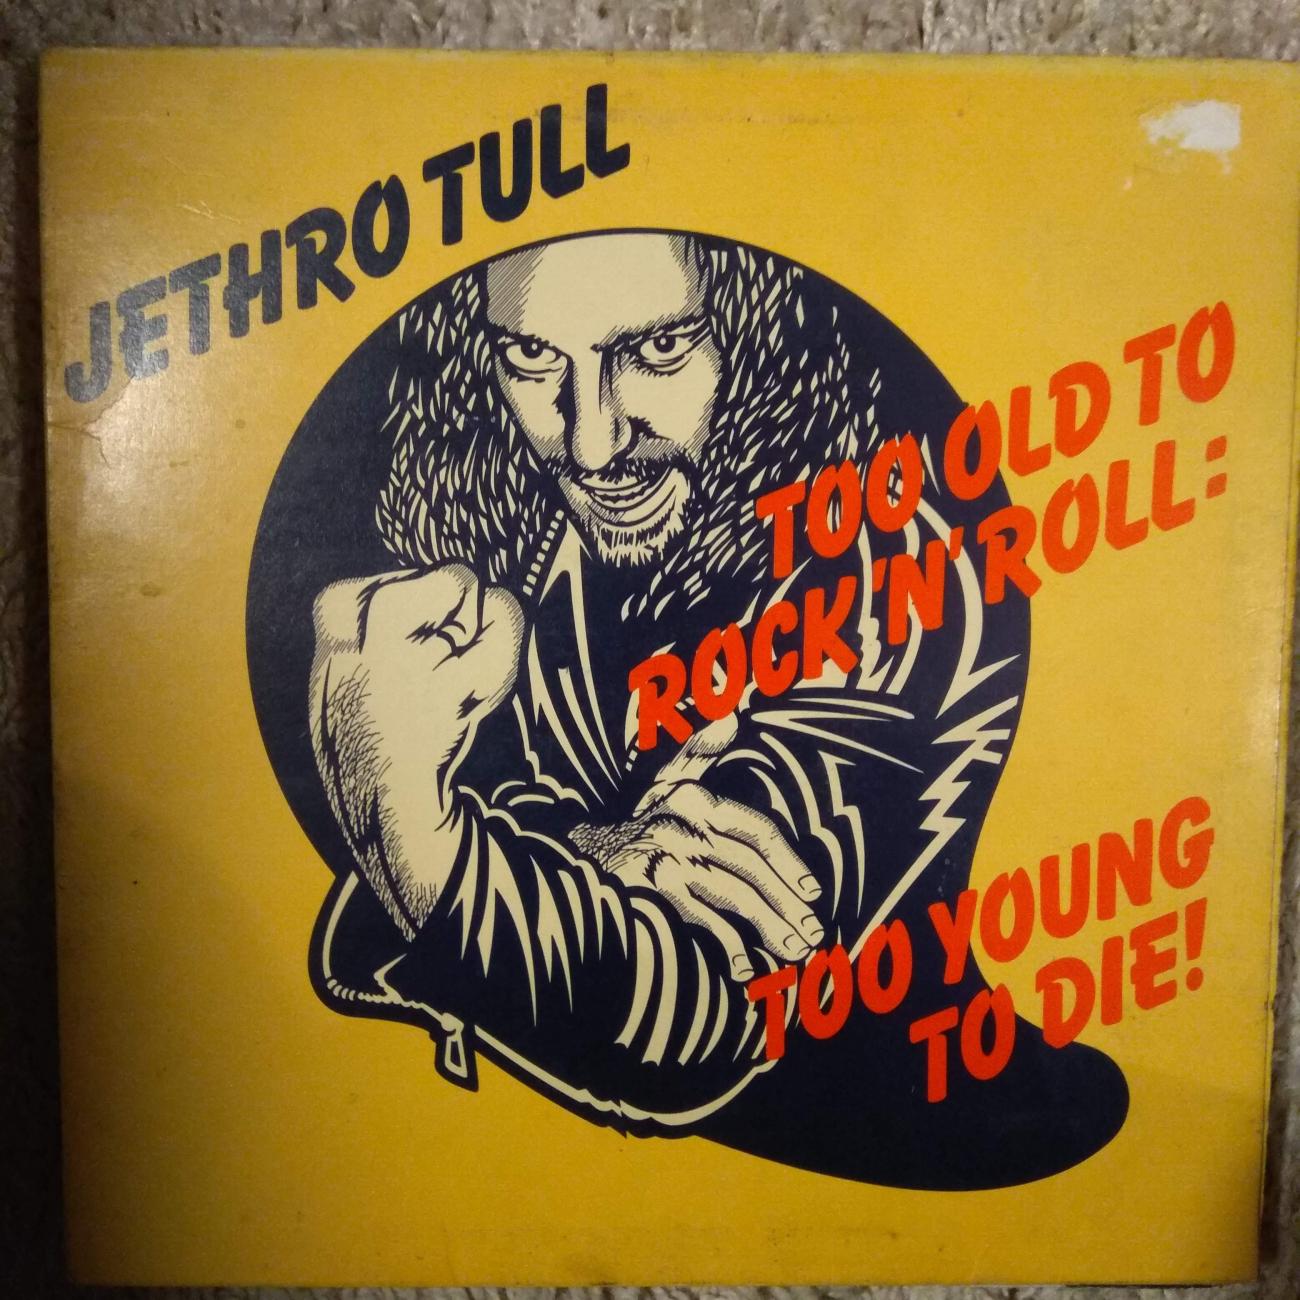 JETHRO TULL
TOO OLD TO
ROCK 'N' ROLL:
TOO YOUNG
TO DIE!